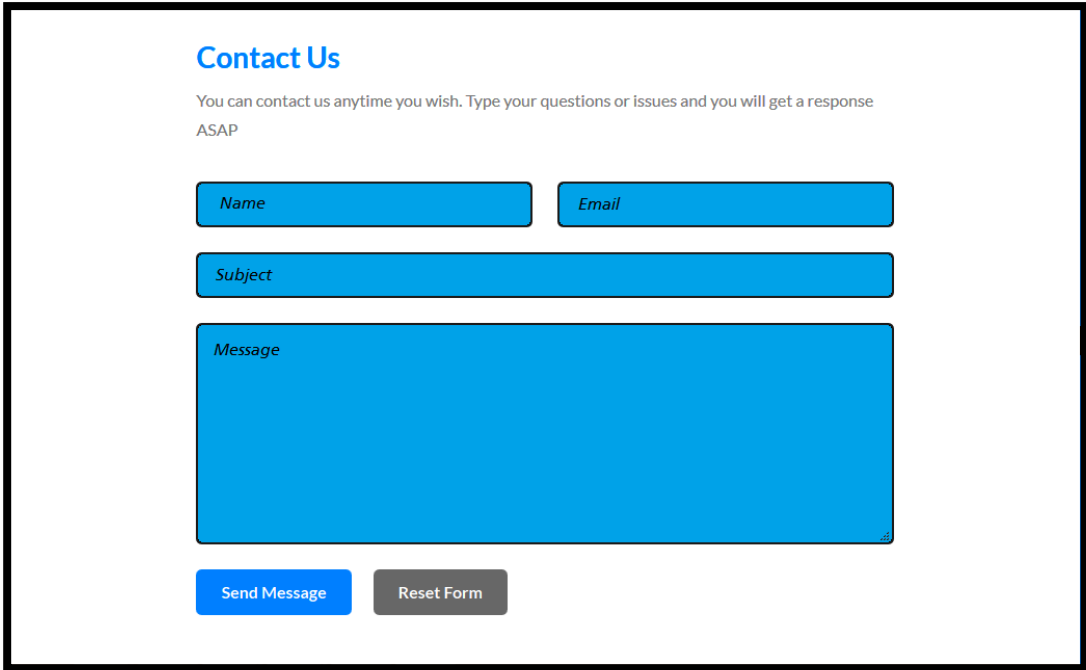 Contact Us
You can contact us anytime you wish. Type your questions or issues and you will get a response
ASAP
Name Email
Subject
Message
Send Message Reset Form